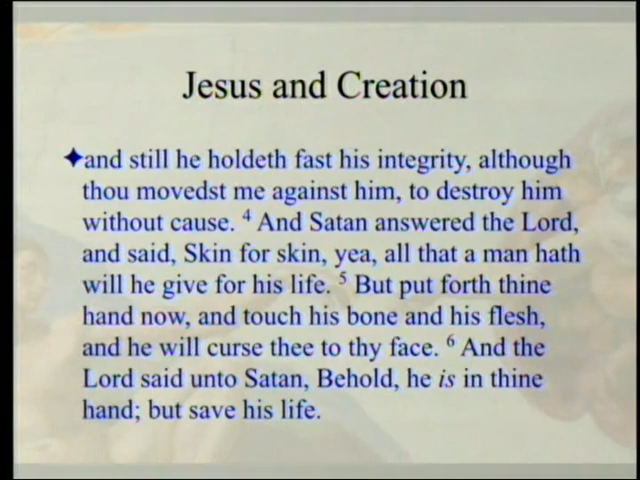 Jesus and Creation
✦and still he holdeth fast his integrity, although
thou movedst me against him, to destroy him
without cause. 4 And Satan answered the Lord,
and said, Skin for skin, yea, all that a man hath
will he give for his life. 5 But put forth thine
hand now, and touch his bone and his flesh,
and he will curse thee to thy face. 6 And the
Lord said unto Satan, Behold, he is in thine
hand; but save his life.